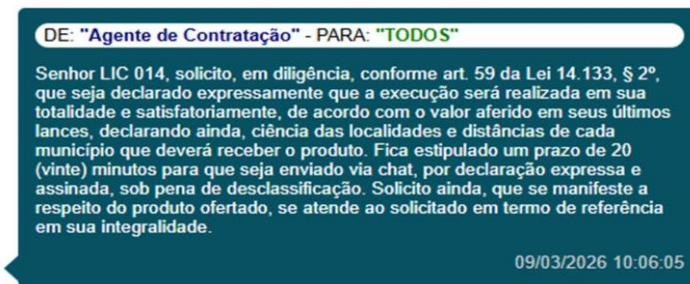 DE: "Agente de Contratação" - PARA: "TODOS"
Senhor LIC 014, solicito, em diligência, conforme art. 59 da Lei 14.133, § 2º,
que seja declarado expressamente que a execução será realizada em sua
totalidade e satisfatoriamente, de acordo com o valor aferido em seus últimos
lances, declarando ainda, ciência das localidades e distâncias de cada
município que deverá receber o produto. Fica estipulado um prazo de 20
(vinte) minutos para que seja enviado via chat, por declaração expressa e
assinada, sob pena de desclassificação. Solicito ainda, que se manifeste a
respeito do produto ofertado, se atende ao solicitado em termo de referência
em sua integralidade.
09/03/2026 10:06:05